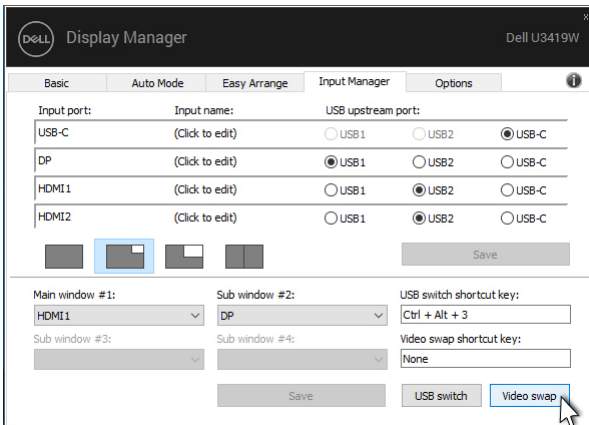 DELL Display Manager Dell U3419W
Basic Auto Mode Easy Arrange Input Manager Options
Input port: Input name: USB upstream port:
USB-C (Click to edit) USB1 USB2 USB-C
DP (Click to edit) USB1 USB2 USB-C
HDMI1 (Click to edit) USB1 USB2 USB-C
HDMI2 (Click to edit) USB1 USB2 USB-C
Save
Main window #1: Sub window #2: USB switch shortcut key:
HDMI1 DP Ctrl + Alt + 3
Sub window #3: Sub window #4: Video swap shortcut key:
None
Save USB switch Video swap